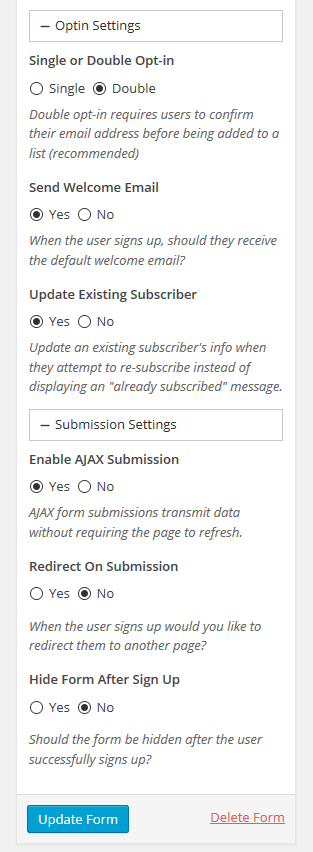 — Optin Settings
Single or Double Opt-in
Single Double
Double opt-in requires users to confirm
their email address before being added to a
list (recommended)
Send Welcome Email
Yes No
When the user signs up, should they receive
the default welcome email?
Update Existing Subscriber
Yes No
Update an existing subscriber's info when
they attempt to re-subscribe instead of
displaying an "already subscribed" message.
— Submission Settings
Enable AJAX Submission
Yes No
AJAX form submissions transmit data
without requiring the page to refresh.
Redirect On Submission
Yes No
When the user signs up would you like to
redirect them to another page?
Hide Form After Sign Up
Yes No
Should the form be hidden after the user
successfully signs up?
Update Form Delete Form